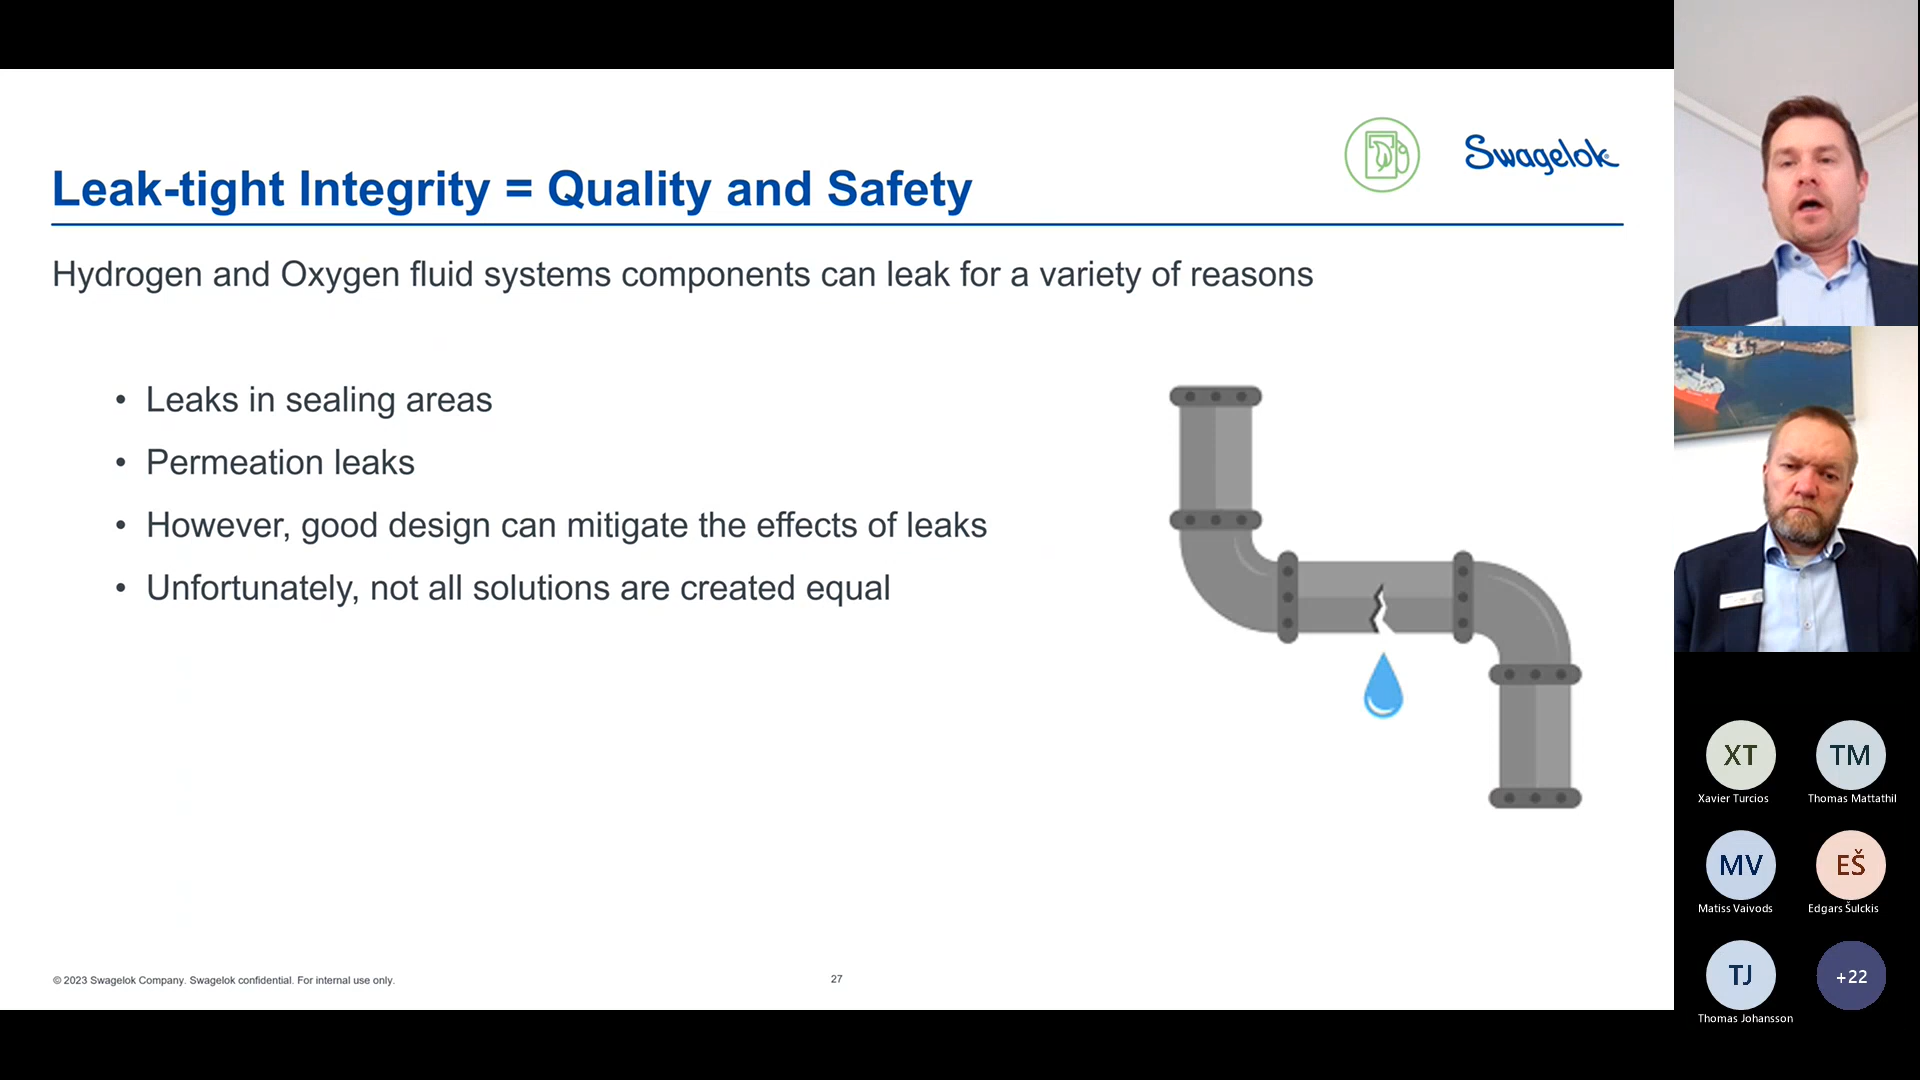 Swagelok
Leak-tight Integrity = Quality and Safety
Hydrogen and Oxygen fluid systems components can leak for a variety of reasons
• Leaks in sealing areas
• Permeation leaks
• However, good design can mitigate the effects of leaks
• Unfortunately, not all solutions are created equal
© 2023 Swagelok Company. Swagelok confidential. For internal use only.
27
XT
Xavier Turcios
TM
Thomas Mattathil
MV
Matiss Vaivods
EŠ
Edgars Šulckis
TJ
Thomas Johansson
+22